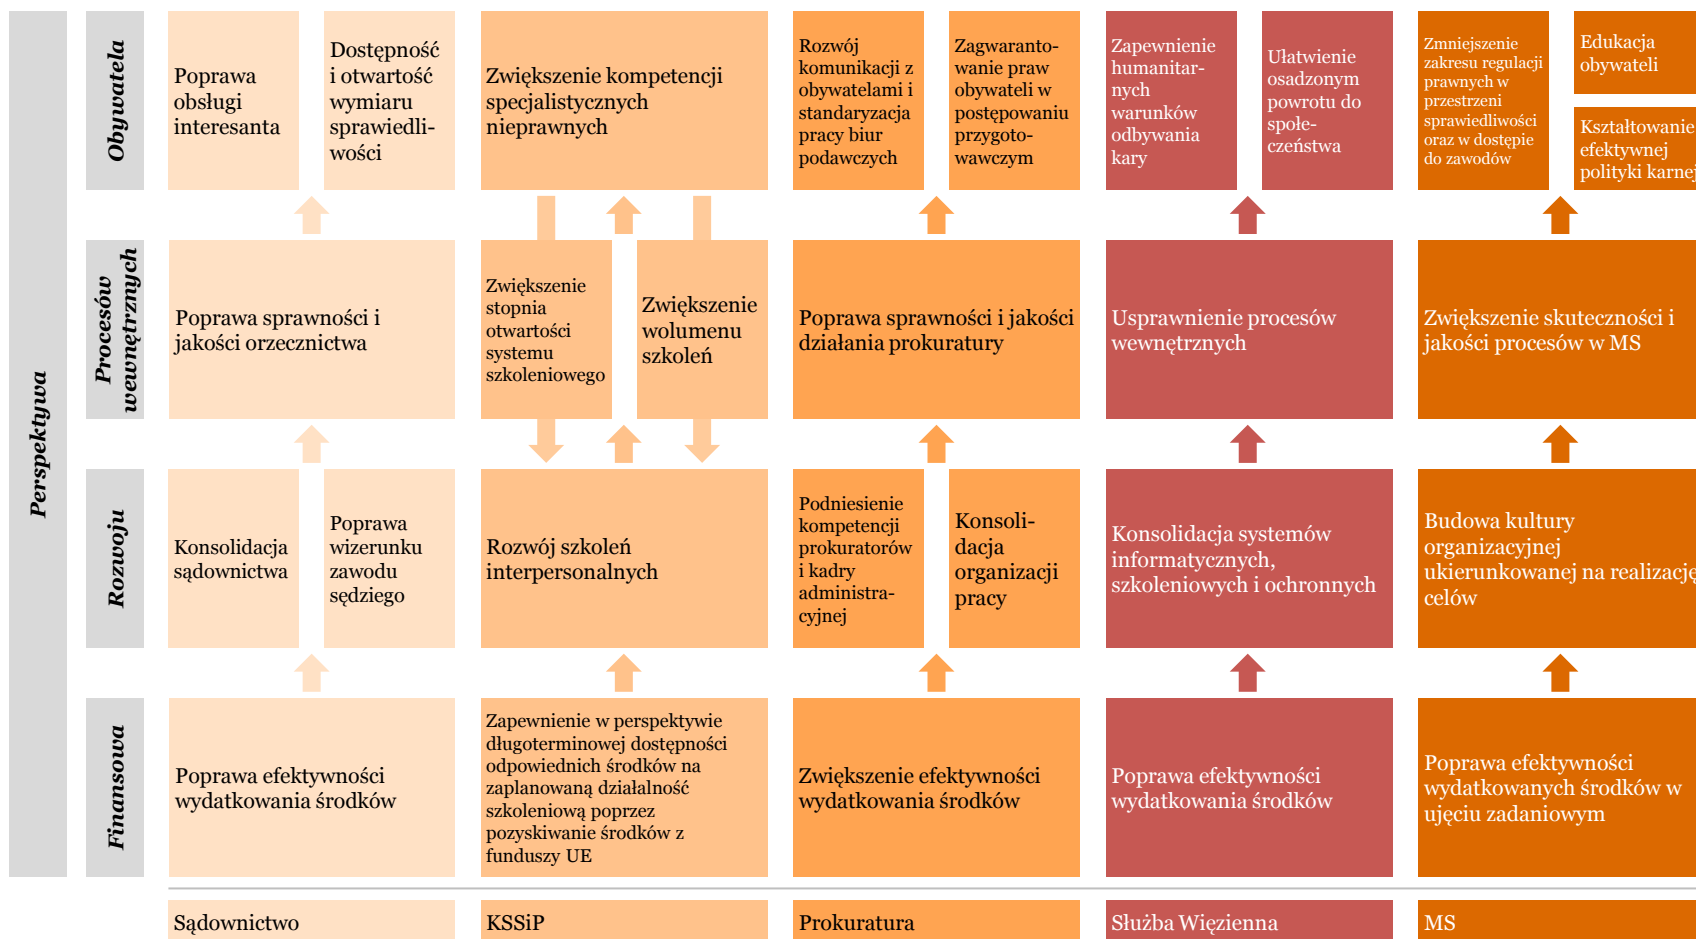 Perspektywa
Obywatela
Poprawa
obsługi
interesanta
Dostępność
i otwartość
wymiaru
sprawiedli-
wości
Zwiększenie kompetencji
specjalistycznych
nieprawnych
Rozwój
komunikacji z
obywatelami i
standaryzacja
pracy biur
podawczych
Zagwaranto-
wanie praw
obywateli w
postępowaniu
przygoto-
wawczym
Zapewnienie
humanitar-
nych
warunków
odbywania
kary
Ułatwienie
osadzonym
powrotu do
społe-
czeństwa
Zmniejszenie
zakresu regulacji
prawnych w
przestrzeni
sprawiedliwości
oraz w dostępie
do zawodów
Edukacja
obywateli
Kształtowanie
efektywnej
polityki karnej
Procesów
wewnętrznych
Poprawa sprawności i
jakości orzecznictwa
Zwiększenie
stopnia
otwartości
systemu
szkoleniowego
Zwiększenie
wolumenu
szkoleń
Poprawa sprawności i jakości
działania prokuratury
Usprawnienie procesów
wewnętrznych
Zwiększenie skuteczności i
jakości procesów w MS
Rozwoju
Konsolidacja
sądownictwa
Poprawa
wizerunku
zawodu
sędziego
Rozwój szkoleń
interpersonalnych
Podniesienie
kompetencji
prokuratorów
i kadry
administra-
cyjnej
Konsoli-
dacja
organizacji
pracy
Konsolidacja systemów
informatycznych,
szkoleniowych i ochronnych
Budowa kultury
organizacyjnej
ukierunkowanej na realizację
celów
Finansowa
Poprawa efektywności
wydatkowania środków
Zapewnienie w perspektywie
długoterminowej dostępności
odpowiednich środków na
zaplanowaną działalność
szkoleniową poprzez
pozyskiwanie środków z
funduszy UE
Zwiększenie efektywności
wydatkowania środków
Poprawa efektywności
wydatkowania środków
Poprawa efektywności
wydatkowanych środków w
ujęciu zadaniowym
Sądownictwo
KSSiP
Prokuratura
Służba Więzienna
MS